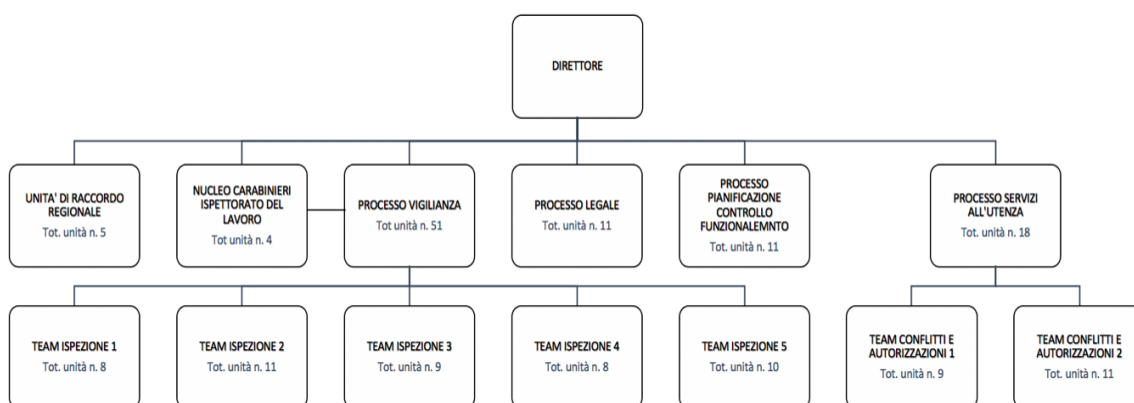 DIRETTORE
UNITA' DI RACCORDO
REGIONALE
Tot. unità n. 5
NUCLEO CARABINIERI
ISPETTORATO DEL
LAVORO
Tot unità n. 4
PROCESSO VIGILIANZA
Tot unità n. 51
PROCESSO LEGALE
Tot. unità n. 11
PROCESSO
PIANIFICAZIONE
CONTROLLO
FUNZIONALEMNTO
Tot. unità n. 11
PROCESSO SERVIZI
ALL'UTENZA
Tot. unità n. 18
TEAM ISPEZIONE 1
Tot. unità n. 8
TEAM ISPEZIONE 2
Tot. unità n. 11
TEAM ISPEZIONE 3
Tot. unità n. 9
TEAM ISPEZIONE 4
Tot. unità n. 8
TEAM ISPEZIONE 5
Tot. unità n. 10
TEAM CONFLITTI E
AUTORIZZAZIONI 1
Tot. unità n. 9
TEAM CONFLITTI E
AUTORIZZAZIONI 2
Tot. unità n. 11